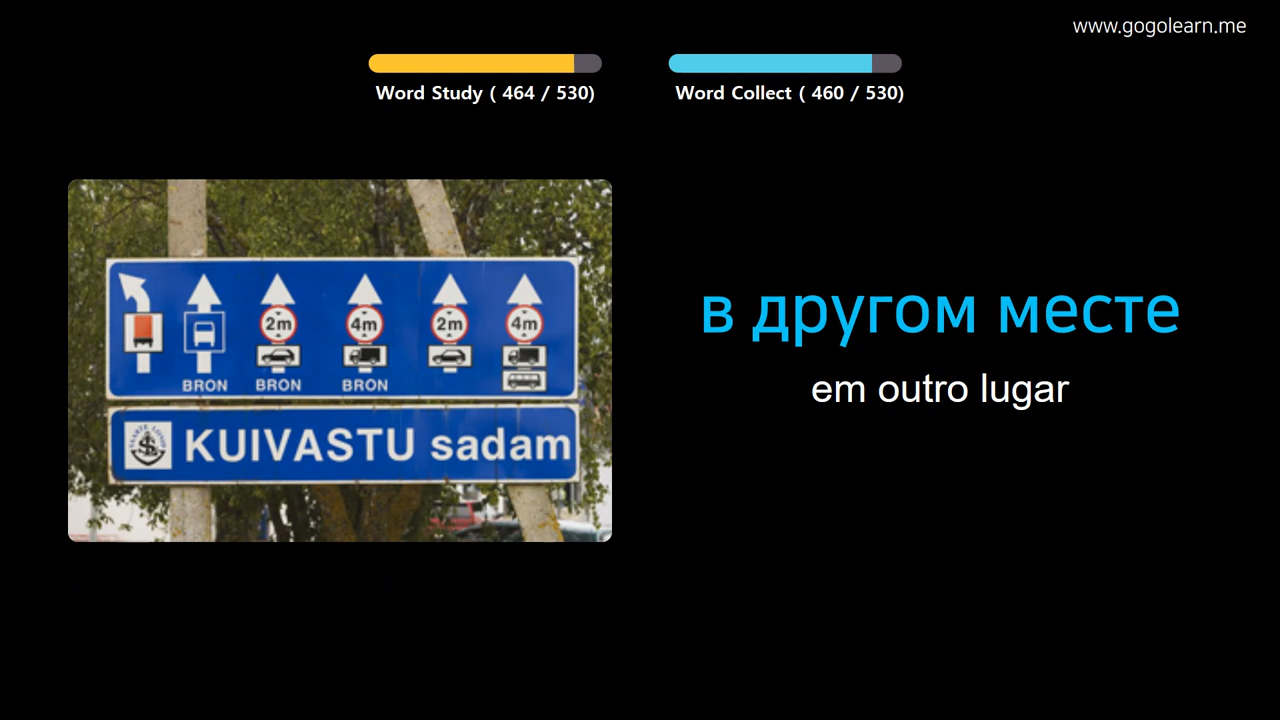 www.gogolearn.me
Word Study ( 464 / 530)
Word Collect ( 460 / 530)
2m
4m
2m
4m
BRON
BRON
BRON
KUIVASTU sadam
в другом месте
em outro lugar